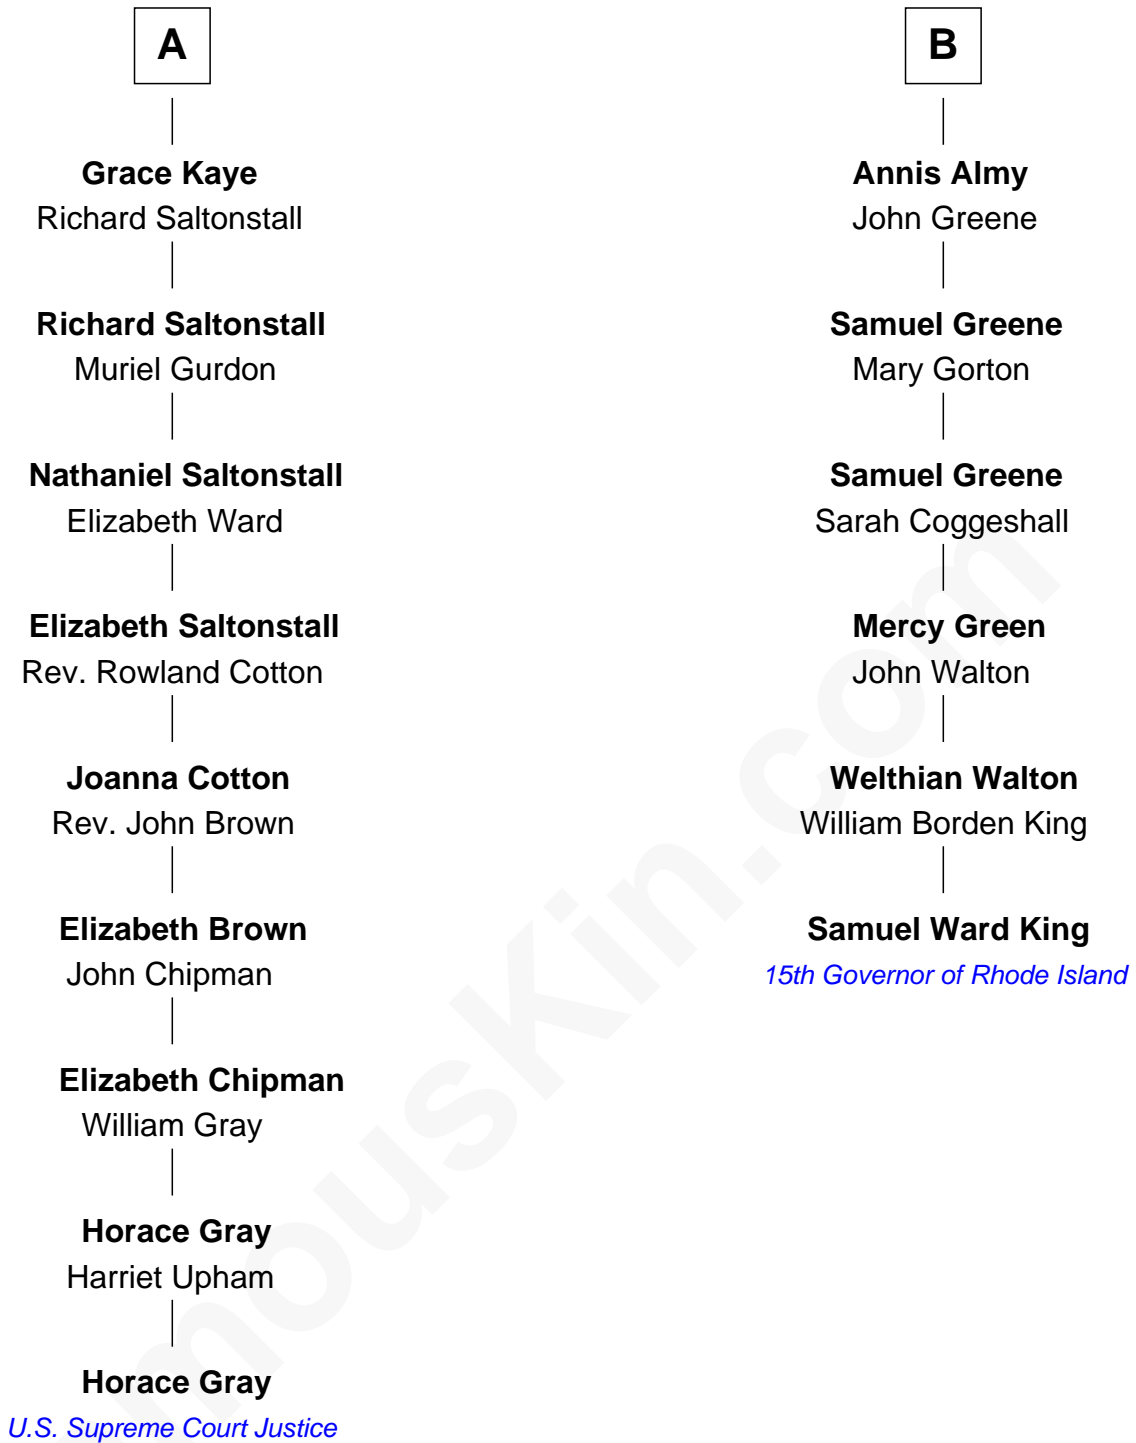 A
B
Grace Kaye
Richard Saltonstall
Annis Almy
John Greene
Richard Saltonstall
Muriel Gurdon
Samuel Greene
Mary Gorton
Nathaniel Saltonstall
Elizabeth Ward
Samuel Greene
Sarah Coggeshall
Elizabeth Saltonstall
Rev. Rowland Cotton
Mercy Green
John Walton
Joanna Cotton
Rev. John Brown
Welthian Walton
William Borden King
Elizabeth Brown
John Chipman
Samuel Ward King
15th Governor of Rhode Island
Elizabeth Chipman
William Gray
Horace Gray
Harriet Upham
Horace Gray
U.S. Supreme Court Justice
mouskin.com